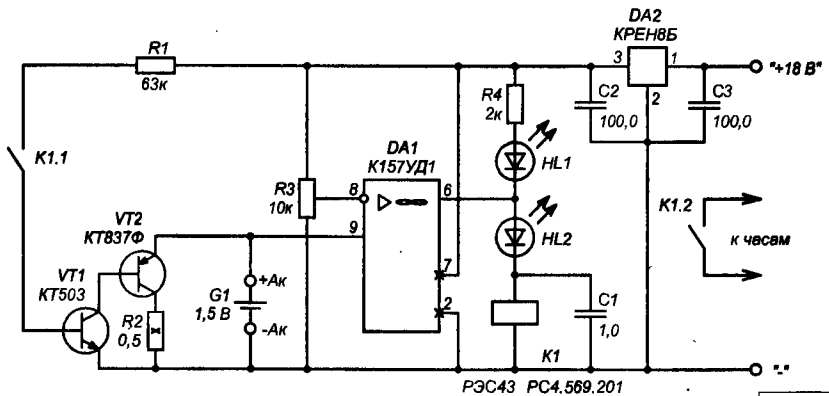 DA2
КРЕН8Б
R1
63к
3
1
2
"+18 В"
C2
100,0
C3
100,0
R4
2к
K1.1
DA1
К157УД1
HL1
R3
10к
8
6
9
7
2
HL2
K1.2
к часам
VT2
КТ837Ф
VT1
КТ503
R2
0,5
G1
1,5 В
+Ак
-Ак
C1
1,0
K1
"-"
РЭС43 РС4.569.201